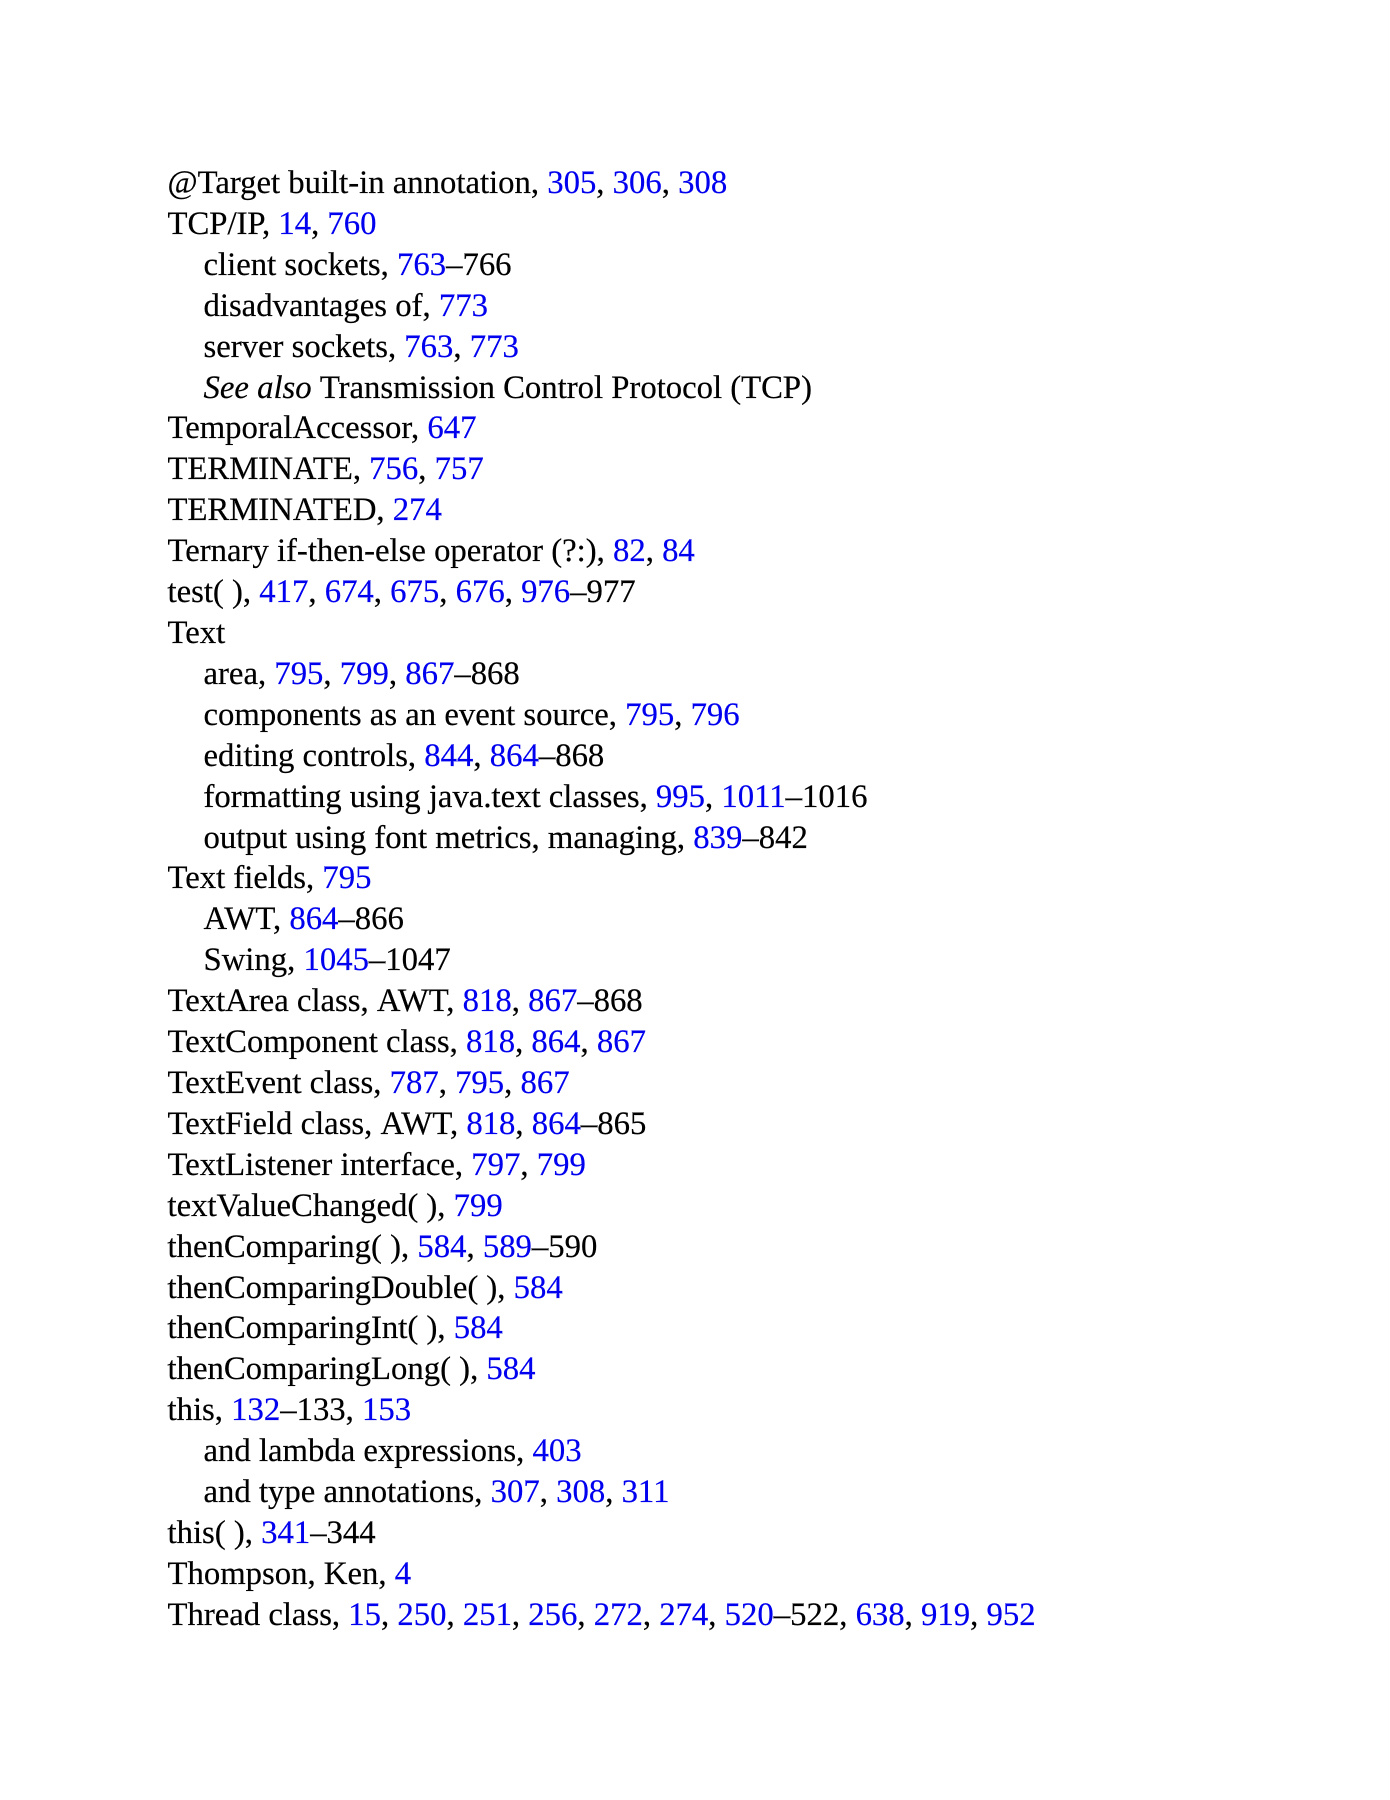 @Target built-in annotation, 305, 306, 308
TCP/IP, 14, 760
client sockets, 763–766
disadvantages of, 773
server sockets, 763, 773
See also Transmission Control Protocol (TCP)
TemporalAccessor, 647
TERMINATE, 756, 757
TERMINATED, 274
Ternary if-then-else operator (?:), 82, 84
test( ), 417, 674, 675, 676, 976–977
Text
area, 795, 799, 867–868
components as an event source, 795, 796
editing controls, 844, 864–868
formatting using java.text classes, 995, 1011–1016
output using font metrics, managing, 839–842
Text fields, 795
AWT, 864–866
Swing, 1045–1047
TextArea class, AWT, 818, 867–868
TextComponent class, 818, 864, 867
TextEvent class, 787, 795, 867
TextField class, AWT, 818, 864–865
TextListener interface, 797, 799
textValueChanged( ), 799
thenComparing( ), 584, 589–590
thenComparingDouble( ), 584
thenComparingInt( ), 584
thenComparingLong( ), 584
this, 132–133, 153
and lambda expressions, 403
and type annotations, 307, 308, 311
this( ), 341–344
Thompson, Ken, 4
Thread class, 15, 250, 251, 256, 272, 274, 520–522, 638, 919, 952